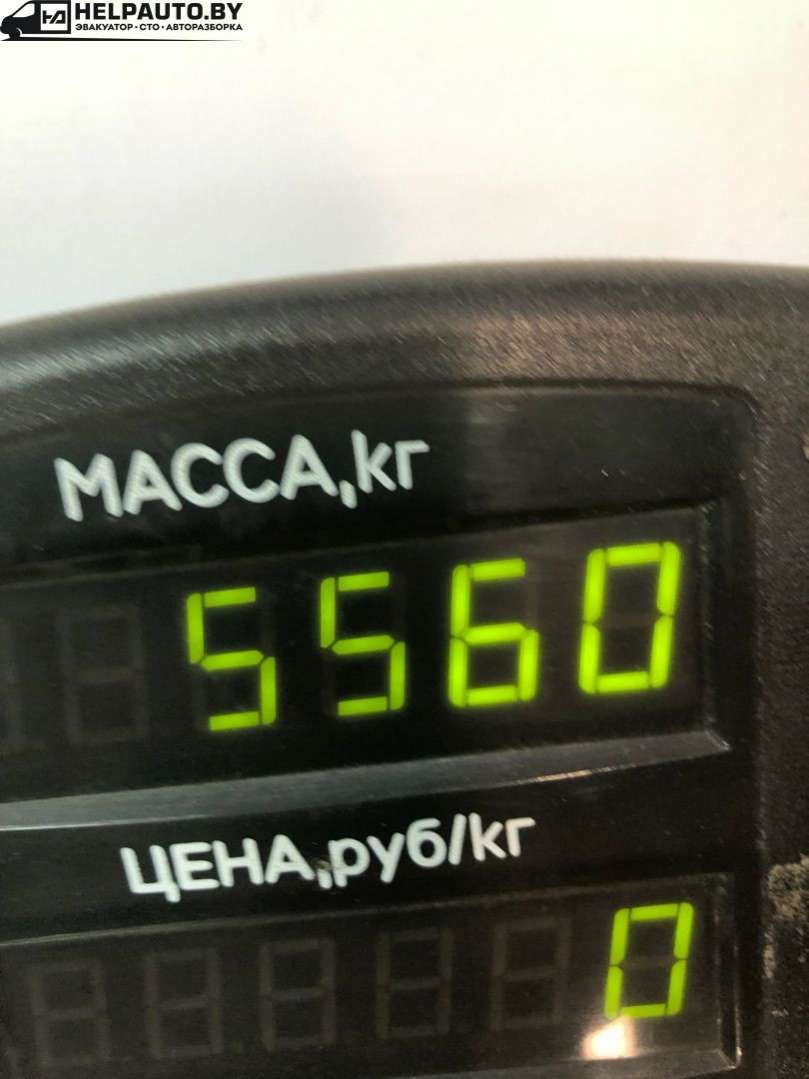 HELPAUTO.BY
ЭВАКУАТОР • СТО • АВТОРАЗБОРКА
МАССА,кг
5560
ЦЕНА,руб/кг
0